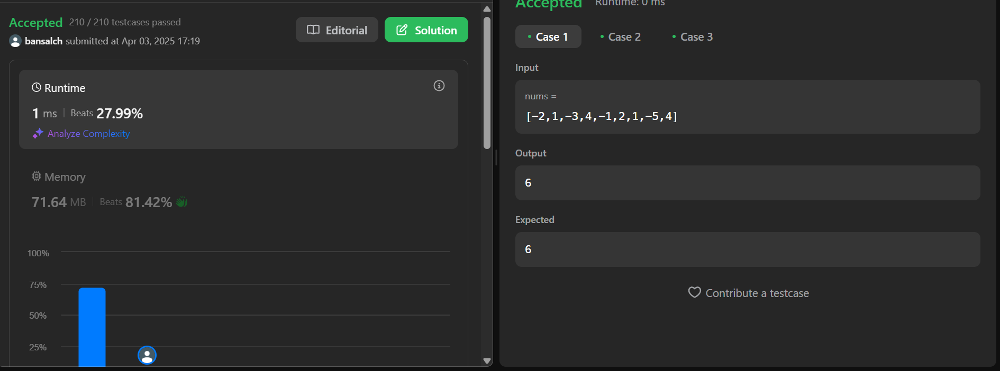 Accepted 210 / 210 testcases passed
bansalch submitted at Apr 03, 2025 17:19
Editorial
Solution
Runtime
1 ms | Beats 27.99%
Analyze Complexity
Memory
71.64 MB | Beats 81.42%
100%
75%
50%
25%
Accepted Runtime: 0 ms
Case 1
Case 2
Case 3
Input
nums =
[-2,1,-3,4,-1,2,1,-5,4]
Output
6
Expected
6
Contribute a testcase